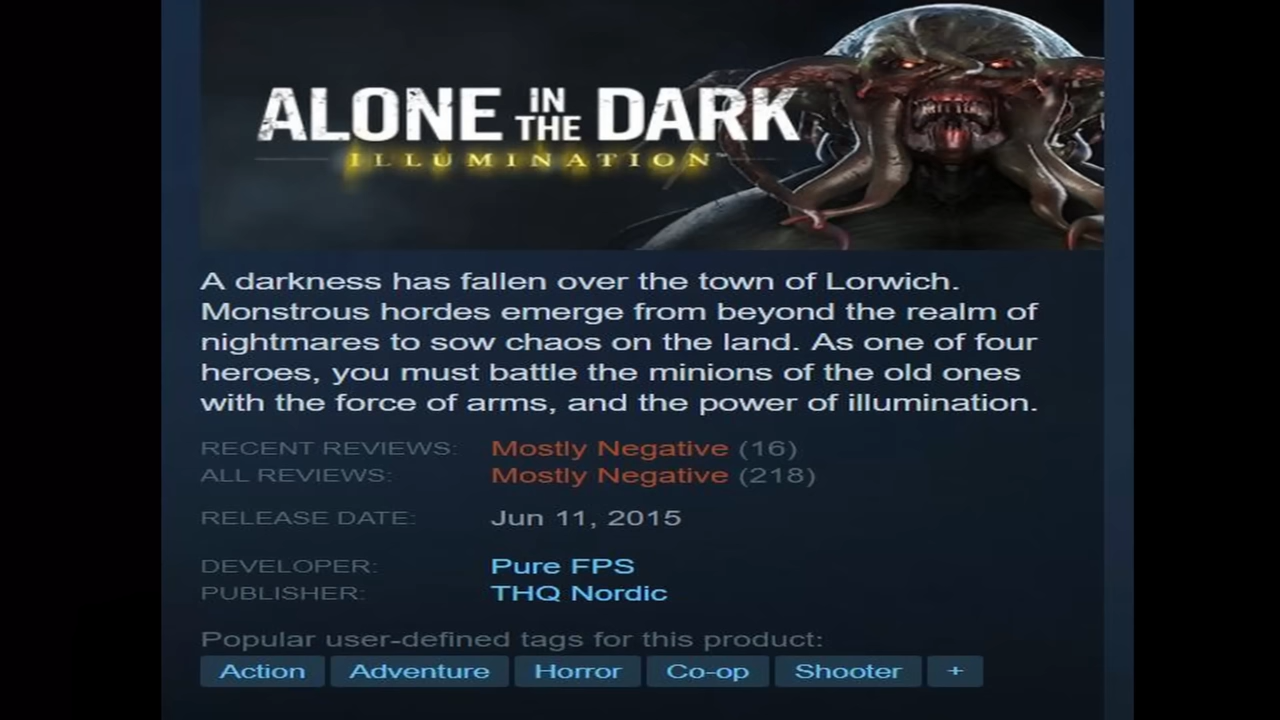 ALONE IN THE DARK
ILLUMINATION™
A darkness has fallen over the town of Lorwich.
Monstrous hordes emerge from beyond the realm of
nightmares to sow chaos on the land. As one of four
heroes, you must battle the minions of the old ones
with the force of arms, and the power of illumination.
RECENT REVIEWS: Mostly Negative (16)
ALL REVIEWS: Mostly Negative (218)
RELEASE DATE: Jun 11, 2015
DEVELOPER: Pure FPS
PUBLISHER: THQ Nordic
Popular user-defined tags for this product:
Action Adventure Horror Co-op Shooter +